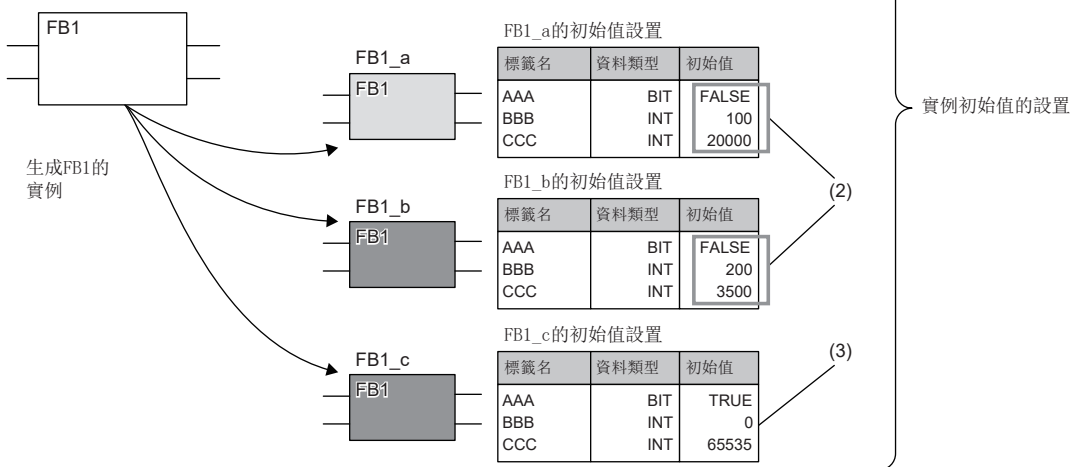 FB1
生成FB1的
實例
FB1_a
FB1
FB1_a的初始值設置
標籤名 資料類型 初始值
AAA BIT FALSE
BBB INT 100
CCC INT 20000
FB1_b
FB1
FB1_b的初始值設置
標籤名 資料類型 初始值
AAA BIT FALSE
BBB INT 200
CCC INT 3500
(2)
FB1_c
FB1
FB1_c的初始值設置
標籤名 資料類型 初始值
AAA BIT TRUE
BBB INT 0
CCC INT 65535
(3)
實例初始值的設置